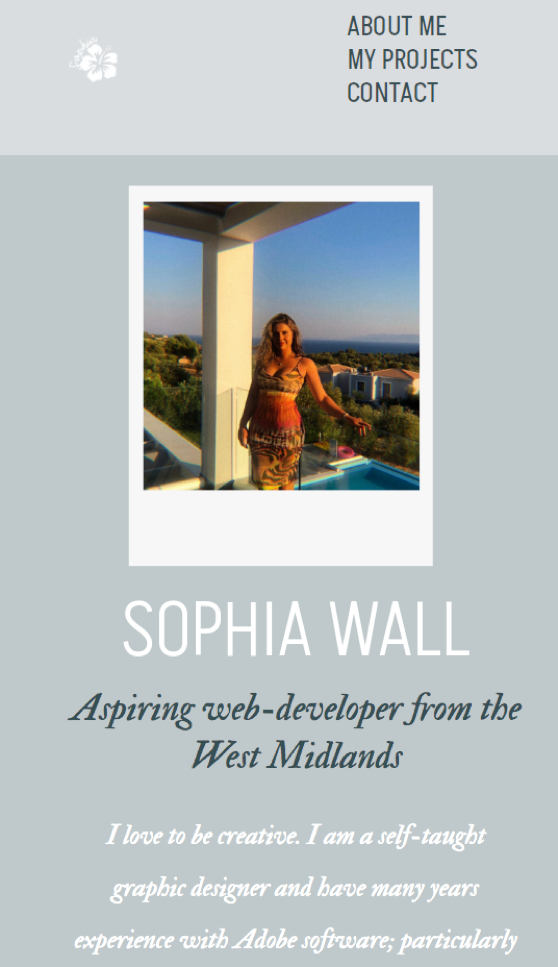 ABOUT ME
MY PROJECTS
CONTACT
SOPHIA WALL
Aspiring web-developer from the
West Midlands
I love to be creative. I am a self-taught
graphic designer and have many years
experience with Adobe software; particularly